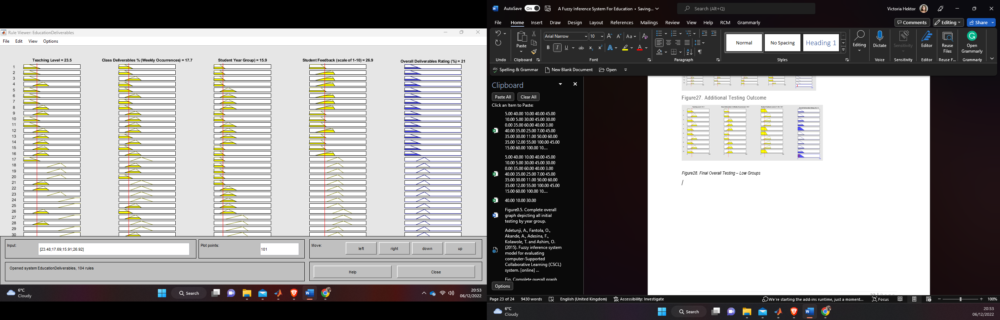 Rule Viewer: EducationDeliverables
File Edit View Options
Teaching Level = 23.5
Class Deliverables % (Weekly Occurrences) = 17.7
Student Year Group) = 15.9
Student Feedback (scale of 1-10) = 26.9
Overall Deliverables Rating (%) = 21
1
2
3
4
5
6
7
8
9
10
11
12
13
14
15
16
17
18
19
20
21
22
23
24
25
26
27
28
29
30
Input:
[23.48;17.69;15.91;26.92]
Plot points:
101
Move:
left right down up
Opened system EducationDeliverables, 104 rules
Help Close
6°C
Cloudy
Search
20:53
06/12/2022
AutoSave On
A Fuzzy Inference System For Education • Saving...
Search (Alt+Q)
Victoria Hektor
File Home Insert Draw Design Layout References Mailings Review View Help RCM Grammarly
Comments Editing Share
Undo
Paste
Clipboard
Arial Narrow 10
Font
Paragraph
Normal
No Spacing
Heading 1
Styles
Editing
Dictate
Voice
Sensitivity
Sensitivity
Editor
Editor
Reuse
Files
Reuse F...
Open
Grammarly
Grammarly
Spelling & Grammar New Blank Document Open
Clipboard
Paste All Clear All
Click an Item to Paste:
5.00 40.00 10.00 40.00 45.00
10.00 5.00 30.00 45.00 30.00
0.00 35.00 60.00 40.00 3.00
40.00 35.00 25.00 7.00 45.00
35.00 30.00 11.00 50.00 60.00
35.00 12.00 55.00 100.00 45.00
15.00 60.00 100.00 10....
5.00 40.00 10.00 40.00 45.00
10.00 5.00 30.00 45.00 30.00
0.00 35.00 60.00 40.00 3.00
40.00 35.00 25.00 7.00 45.00
35.00 30.00 11.00 50.00 60.00
35.00 12.00 55.00 100.00 45.00
15.00 60.00 100.00 10....
40.00 10.00 30.00
Figure0.5. Complete overall
graph depicting all initial
testing by year group.
Adetunji, A., Fantola, O.,
Akande, A., Adesina, F.,
Kolawole, T. and Ashim, O.
(2015). Fuzzy inference system
model for evaluating
computer-Supported
Collaborative Learning (CSCL)
system. [online] ...
Fig. Complete overall graph
Options
Figure27. Additional Testing Outcome
Figure28. Final Overall Testing – Low Groups
Page 23 of 24 9430 words English (United Kingdom) Accessibility: Investigate
We're starting the add-ins runtime, just a moment... Focus 100%
6°C
Cloudy
Search
20:53
06/12/2022